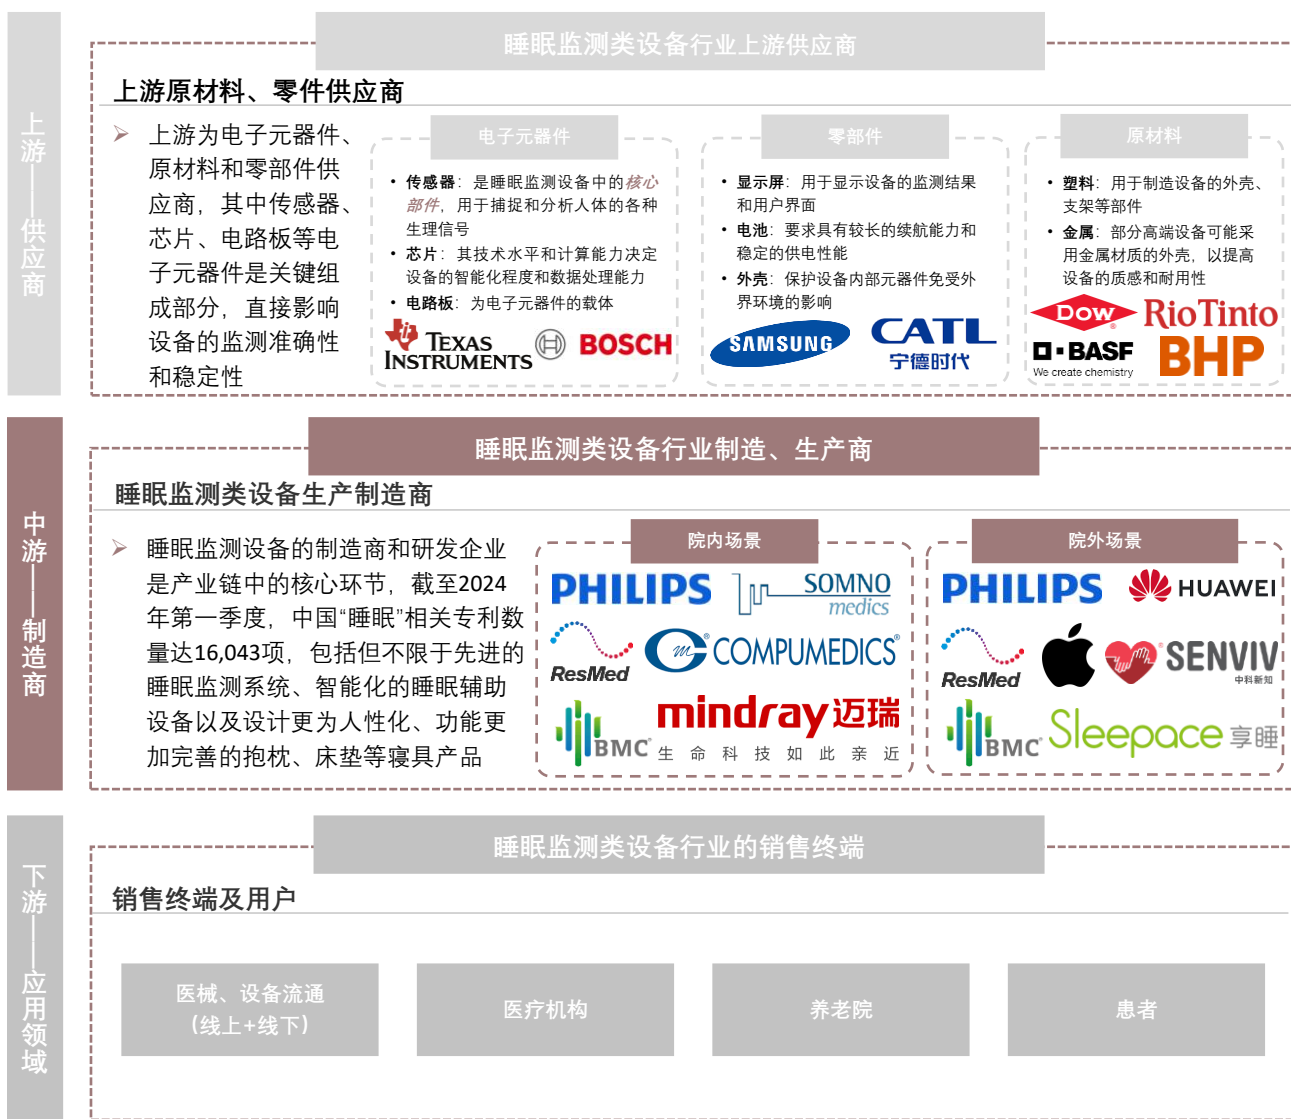 上游——供应商
睡眠监测类设备行业上游供应商
上游原材料、零件供应商
➢ 上游为电子元器件、
原材料和零部件供
应商，其中传感器、
芯片、电路板等电
子元器件是关键组
成部分，直接影响
设备的监测准确性
和稳定性
电子元器件
• 传感器：是睡眠监测设备中的核心
部件，用于捕捉和分析人体的各种
生理信号
• 芯片：其技术水平和计算能力决定
设备的智能化程度和数据处理能力
• 电路板：为电子元器件的载体
TEXAS
INSTRUMENTS
BOSCH
零部件
• 显示屏：用于显示设备的监测结果
和用户界面
• 电池：要求具有较长的续航能力和
稳定的供电性能
• 外壳：保护设备内部元器件免受外
界环境的影响
SAMSUNG
CATL
宁德时代
原材料
• 塑料：用于制造设备的外壳、
支架等部件
• 金属：部分高端设备可能采
用金属材质的外壳，以提高
设备的质感和耐用性
DOW
RioTinto
BASF
We create chemistry
BHP
中游——制造商
睡眠监测类设备行业制造、生产商
睡眠监测类设备生产制造商
➢ 睡眠监测设备的制造商和研发企业
是产业链中的核心环节，截至2024
年第一季度，中国“睡眠”相关专利数
量达16,043项，包括但不限于先进的
睡眠监测系统、智能化的睡眠辅助
设备以及设计更为人性化、功能更
加完善的抱枕、床垫等寝具产品
院内场景
PHILIPS
SOMNO
medics
ResMed
COMPUMEDICS®
BMC
mindray迈瑞
生命科技如此亲近
院外场景
PHILIPS
HUAWEI
ResMed
SENVIV
中科新知
BMC
Sleepace 享睡
下游——应用领域
睡眠监测类设备行业的销售终端
销售终端及用户
医械、设备流通
（线上+线下）
医疗机构
养老院
患者